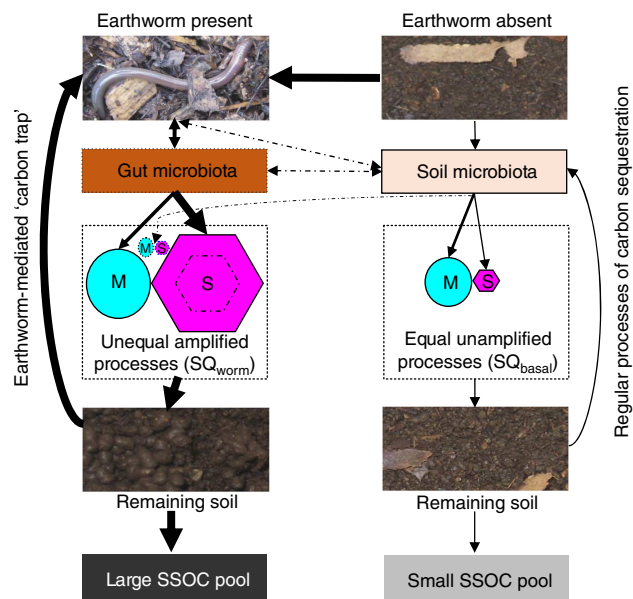 Earthworm present
Earthworm absent
Earthworm-mediated ‘carbon trap’
Gut microbiota
Soil microbiota
Regular processes of carbon sequestration
M
S
M
S
M
S
Unequal amplified
processes (SQworm)
Equal unamplified
processes (SQbasal)
Remaining soil
Remaining soil
Large SSOC pool
Small SSOC pool